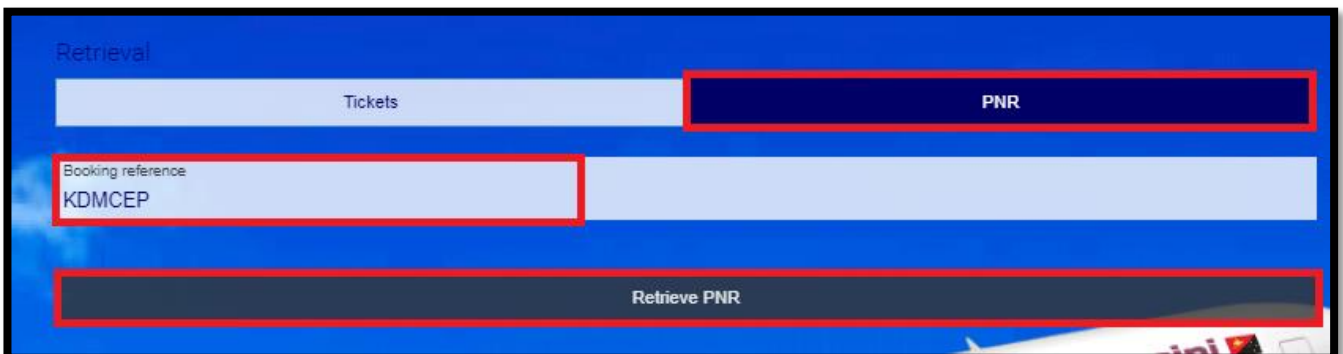 Retrieval
Tickets PNR
Booking reference
KDMCEP
Retrieve PNR